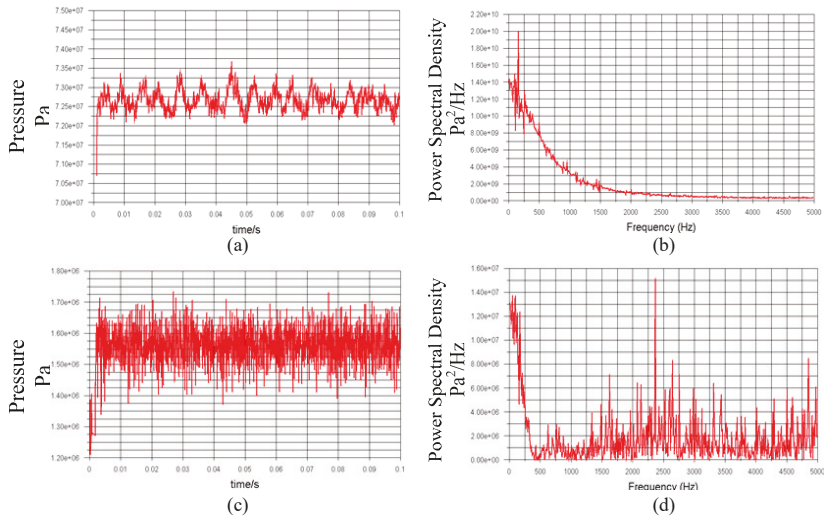 Pressure
Pa
7.50e+07
7.45e+07
7.40e+07
7.35e+07
7.30e+07
7.25e+07
7.20e+07
7.15e+07
7.10e+07
7.05e+07
7.00e+07
0 0.01 0.02 0.03 0.04 0.05 0.06 0.07 0.08 0.09 0.1
time/s
(a)
Power Spectral Density
Pa²/Hz
2.20e+10
2.00e+10
1.80e+10
1.60e+10
1.40e+10
1.20e+10
1.00e+10
8.00e+09
6.00e+09
4.00e+09
2.00e+09
0.00e+00
0 500 1000 1500 2000 2500 3000 3500 4000 4500 5000
Frequency (Hz)
(b)
Pressure
Pa
1.80e+06
1.70e+06
1.60e+06
1.50e+06
1.40e+06
1.30e+06
1.20e+06
0 0.01 0.02 0.03 0.04 0.05 0.06 0.07 0.08 0.09 0.1
time/s
(c)
Power Spectral Density
Pa²/Hz
1.60e+07
1.40e+07
1.20e+07
1.00e+07
8.00e+06
6.00e+06
4.00e+06
2.00e+06
0.00e+00
0 500 1000 1500 2000 2500 3000 3500 4000 4500 5000
Frequency (Hz)
(d)